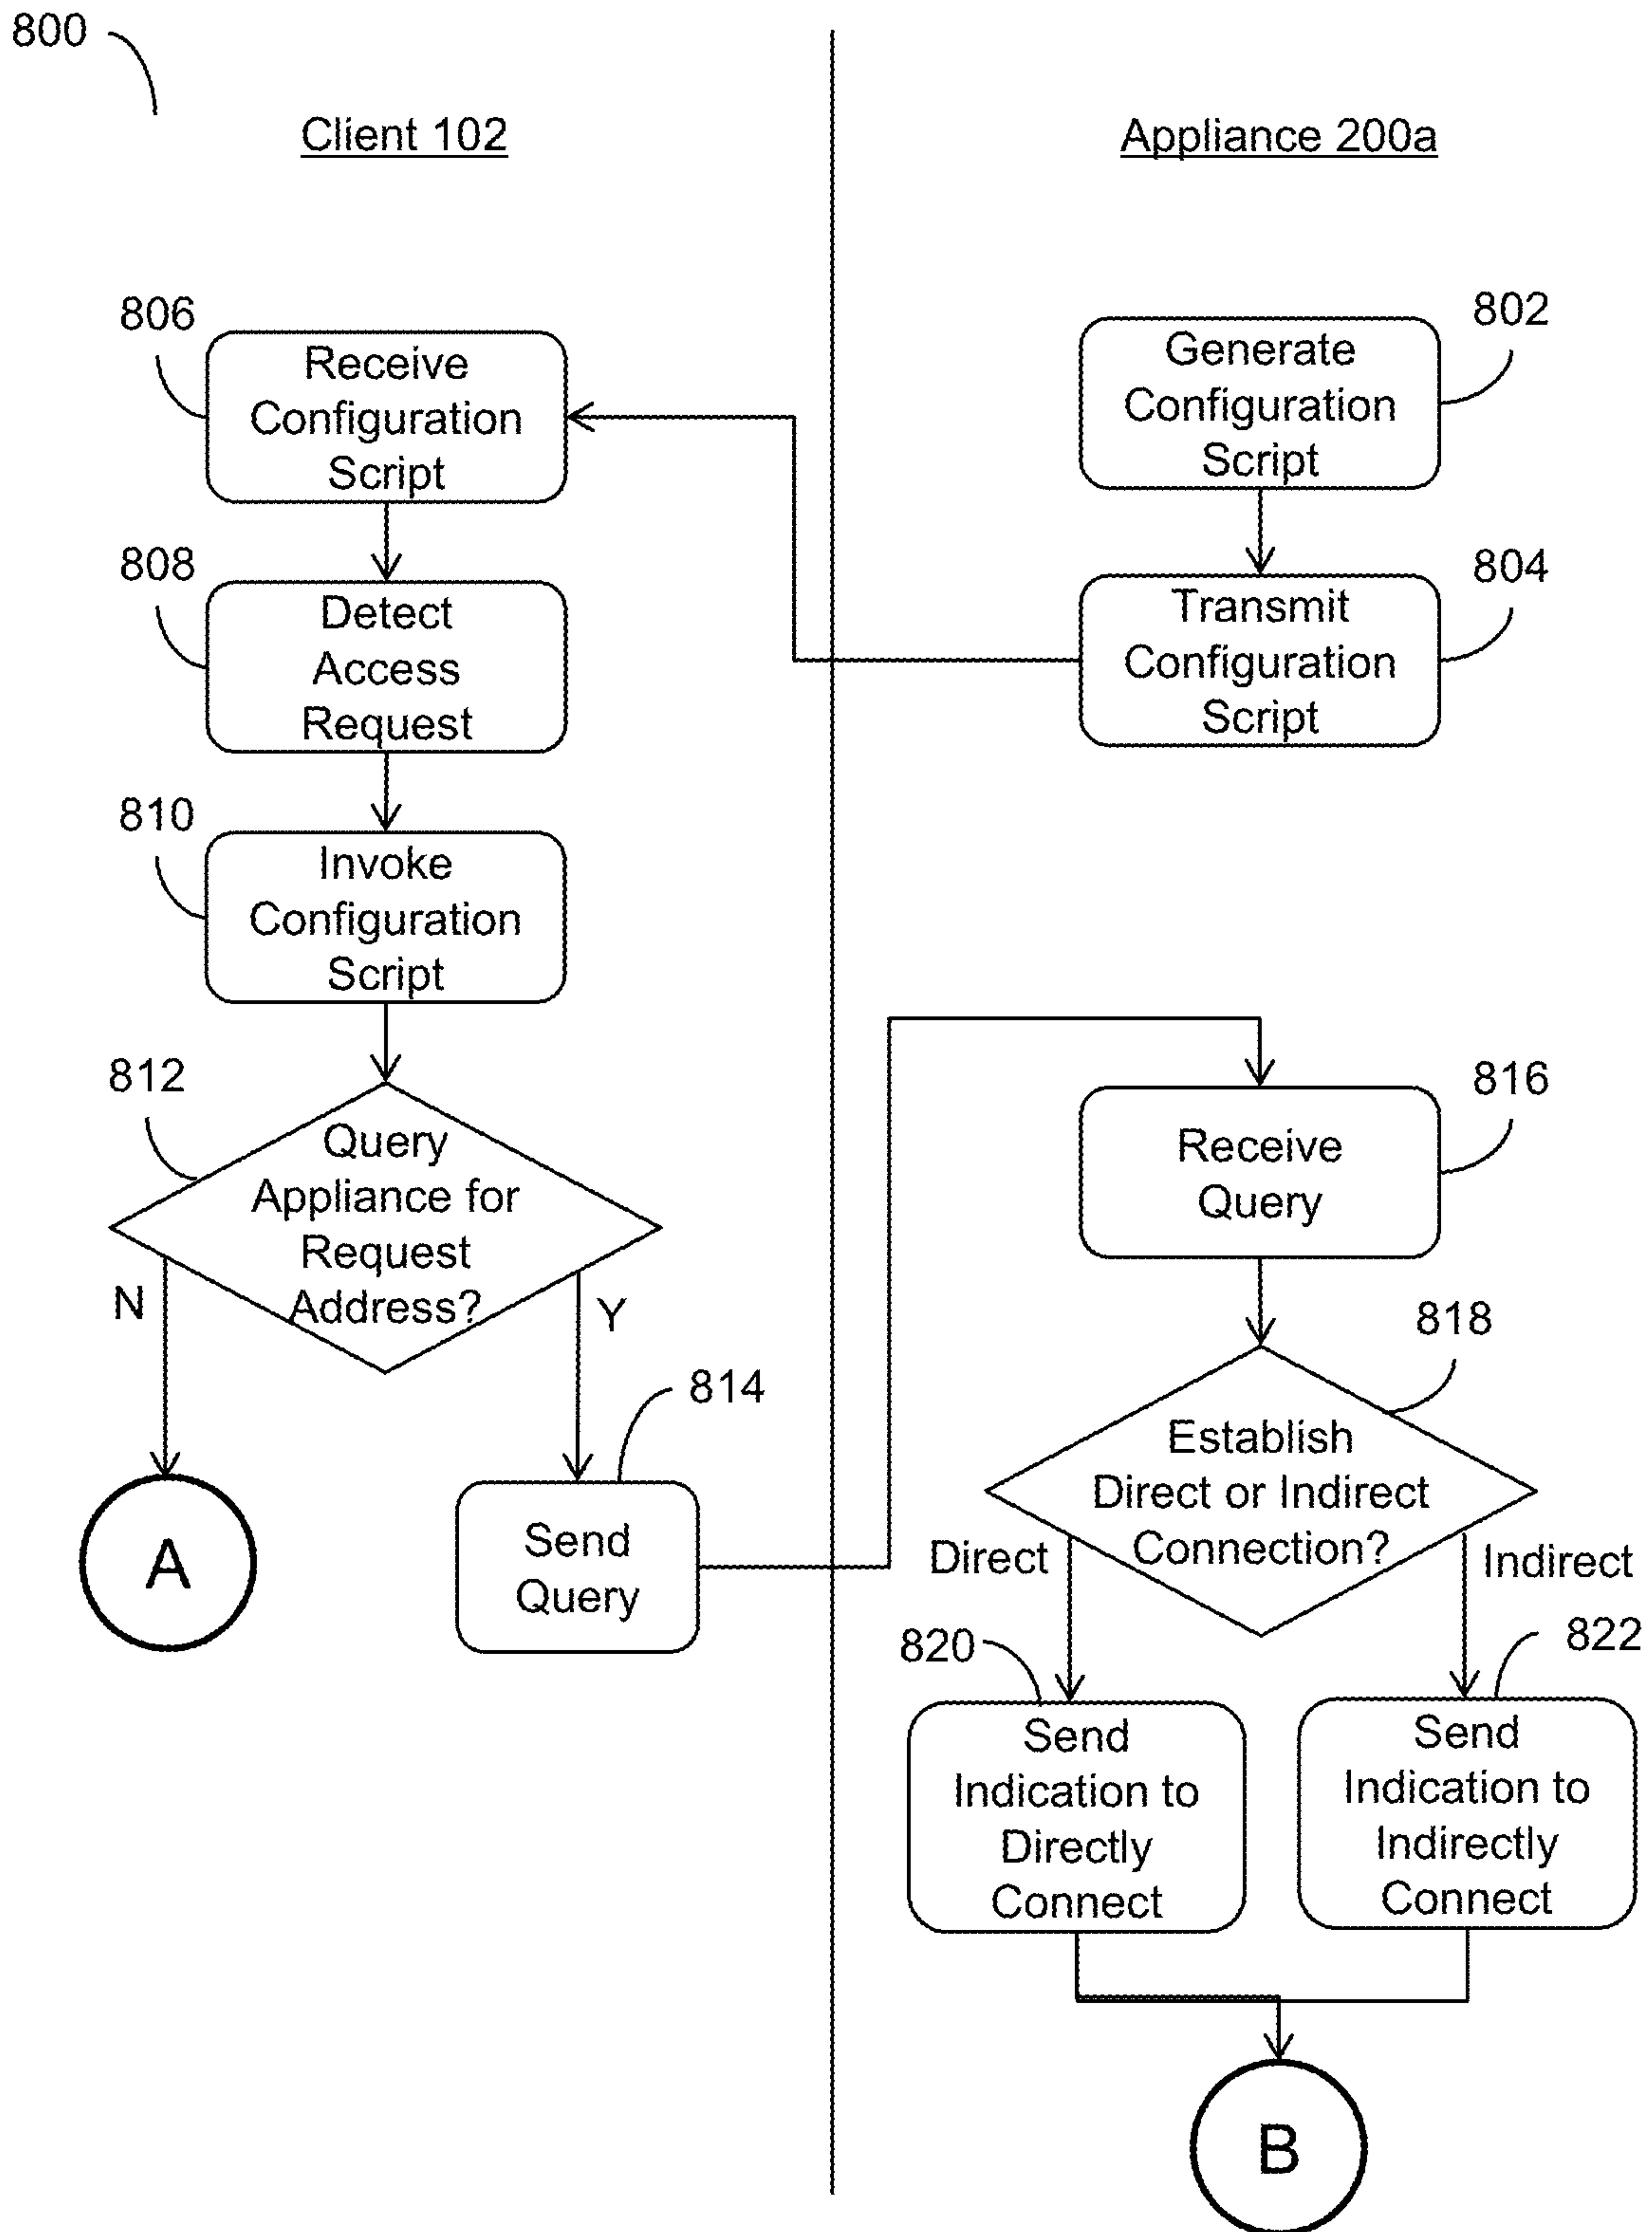 800
Client 102
Appliance 200a
806
Receive
Configuration
Script
802
Generate
Configuration
Script
808
Detect
Access
Request
804
Transmit
Configuration
Script
810
Invoke
Configuration
Script
812
Query
Appliance for
Request
Address?
N
Y
A
814
Send
Query
816
Receive
Query
818
Establish
Direct or Indirect
Connection?
Direct
Indirect
820
Send
Indication to
Directly
Connect
822
Send
Indication to
Indirectly
Connect
B